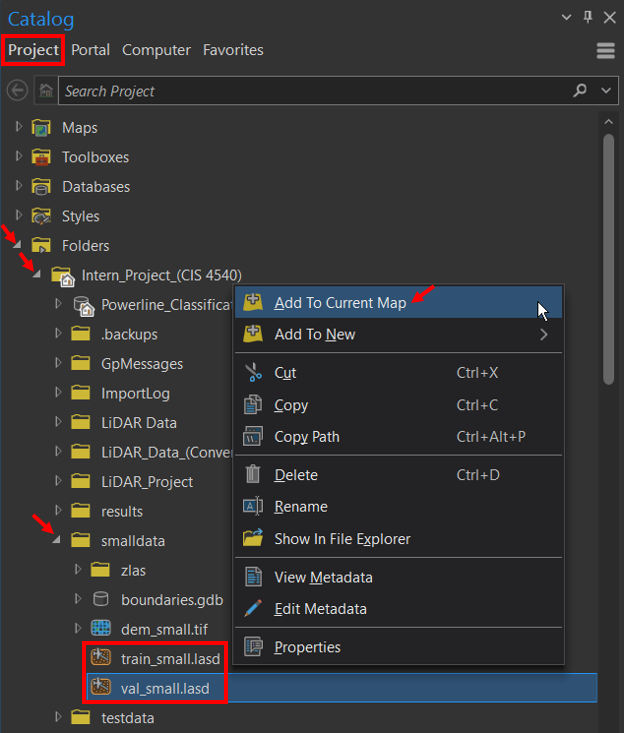 Catalog
Project Portal Computer Favorites
Search Project
Maps
Toolboxes
Databases
Styles
Folders
Intern_Project_(CIS 4540)
Powerline_Classifica
.backups
GpMessages
ImportLog
LiDAR Data
LiDAR_Data_(Conver
LiDAR_Project
results
smalldata
zlas
boundaries.gdb
dem_small.tif
train_small.lasd
val_small.lasd
testdata
Add To Current Map
Add To New
Cut Ctrl+X
Copy Ctrl+C
Copy Path Ctrl+Alt+P
Delete Ctrl+D
Rename
Show In File Explorer
View Metadata
Edit Metadata
Properties